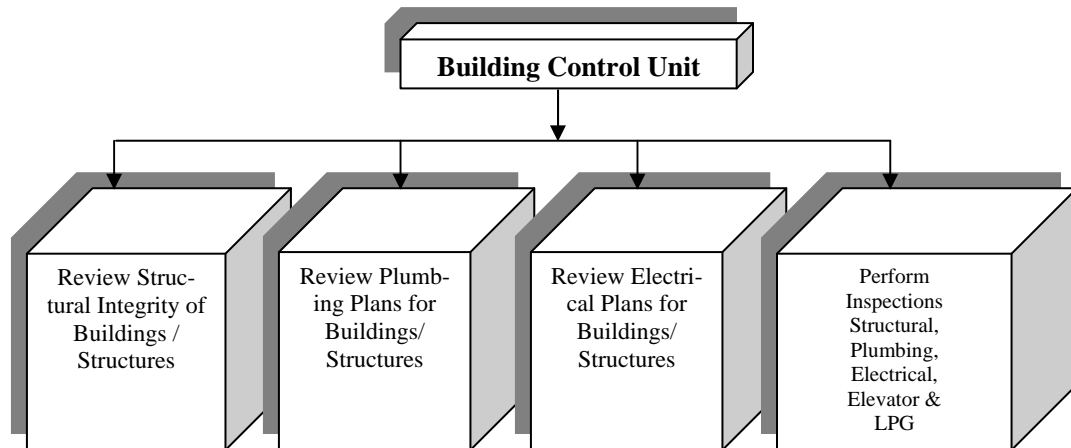 Building Control Unit
Review Struc-
tural Integrity of
Buildings /
Structures
Review Plumb-
ing Plans for
Buildings/
Structures
Review Electri-
cal Plans for
Buildings/
Structures
Perform
Inspections
Structural,
Plumbing,
Electrical,
Elevator &
LPG